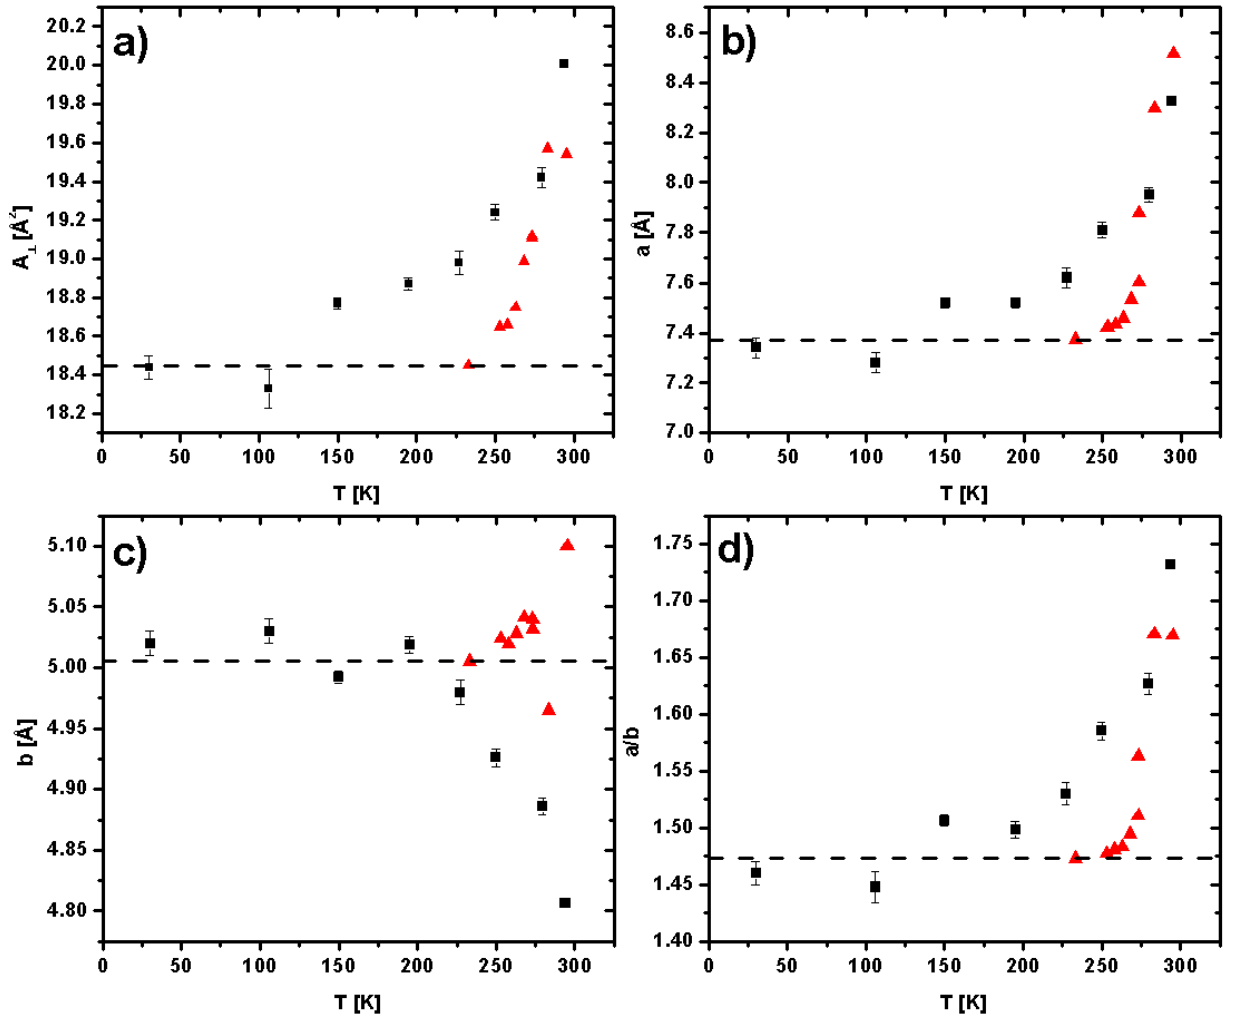 a)
20.2
20.0
19.8
19.6
19.4
19.2
19.0
18.8
18.6
18.4
18.2
A⊥ [Å²]
0 50 100 150 200 250 300
T [K]
b)
8.6
8.4
8.2
8.0
7.8
7.6
7.4
7.2
7.0
a [Å]
0 50 100 150 200 250 300
T [K]
c)
5.10
5.05
5.00
4.95
4.90
4.85
4.80
b [Å]
0 50 100 150 200 250 300
T [K]
d)
1.75
1.70
1.65
1.60
1.55
1.50
1.45
1.40
a/b
0 50 100 150 200 250 300
T [K]